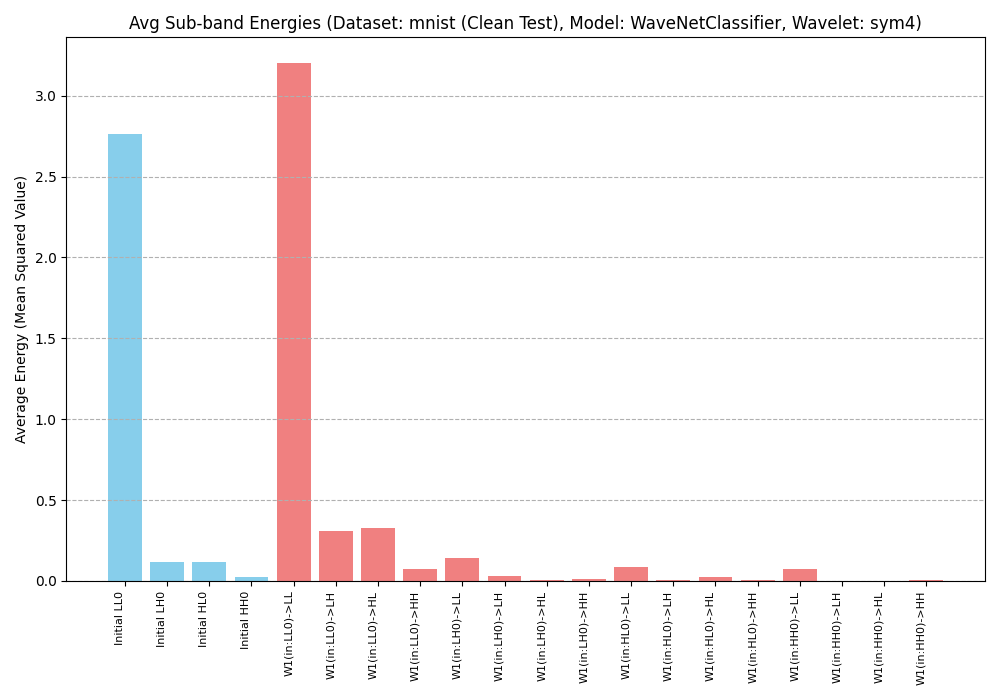 Avg Sub-band Energies (Dataset: mnist (Clean Test), Model: WaveNetClassifier, Wavelet: sym4)
Average Energy (Mean Squared Value)
3.0
2.5
2.0
1.5
1.0
0.5
0.0
Initial LL0
Initial LH0
Initial HL0
Initial HH0
W1(in:LL0)->LL
W1(in:LL0)->LH
W1(in:LL0)->HL
W1(in:LL0)->HH
W1(in:LH0)->LL
W1(in:LH0)->LH
W1(in:LH0)->HL
W1(in:LH0)->HH
W1(in:HL0)->LL
W1(in:HL0)->LH
W1(in:HL0)->HL
W1(in:HL0)->HH
W1(in:HH0)->LL
W1(in:HH0)->LH
W1(in:HH0)->HL
W1(in:HH0)->HH